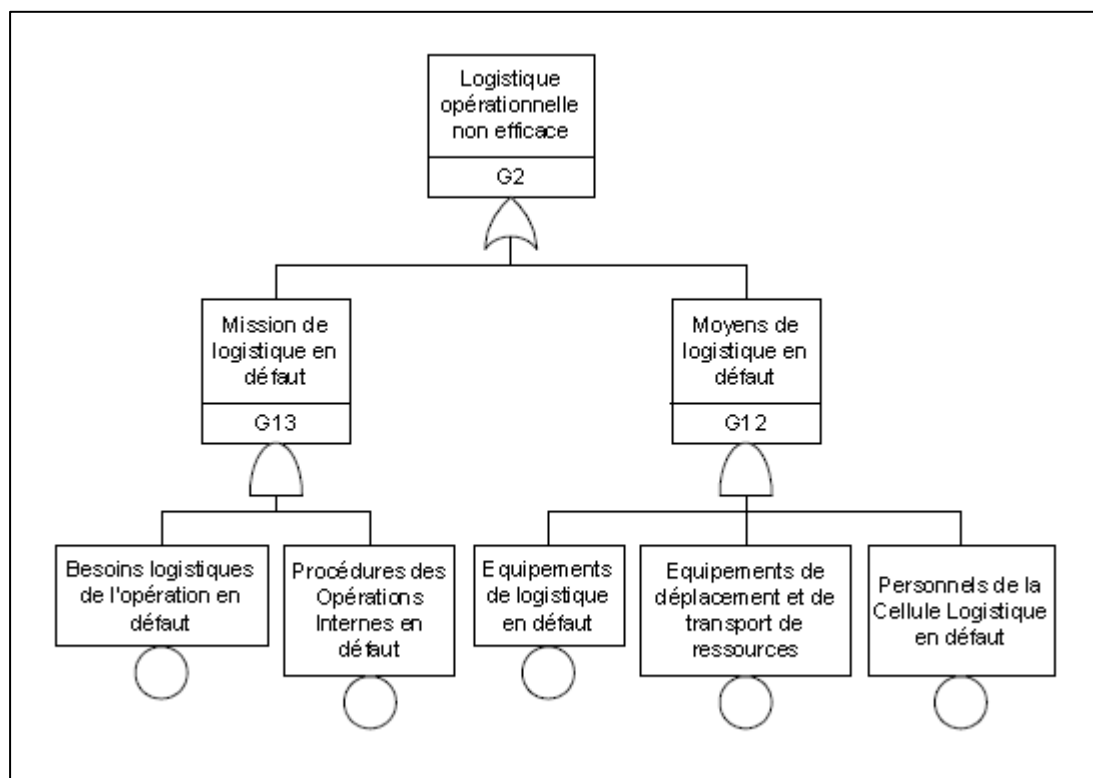 Logistique
opérationnelle
non efficace
G2
Mission de
logistique en
défaut
G13
Moyens de
logistique en
défaut
G12
Besoins logistiques
de l'opération en
défaut
Procédures des
Opérations
Internes en
défaut
Equipements
de logistique
en défaut
Equipements de
déplacement et de
transport de
ressources
Personnels de la
Cellule Logistique
en défaut